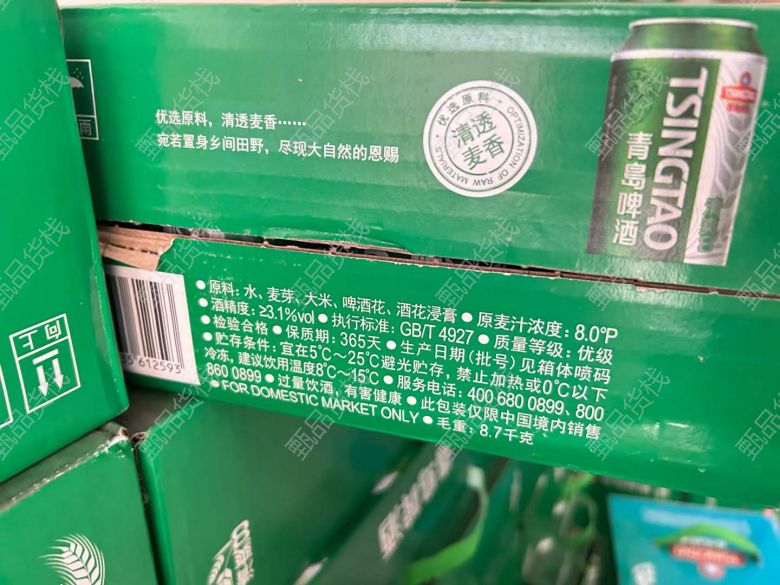 雨
优选原料，清透麦香……
宛若置身乡间田野，尽现大自然的恩赐
优选原料
清透
麦香
OPTIMIZATION OF RAW MATERIALS
TSINGTAO
青岛啤酒
●原料：水、麦芽、大米、啤酒花、酒花浸膏 ●原麦汁浓度：8.0°P
●酒精度：≥3.1%vol ●执行标准：GB/T 4927 ●质量等级：优级
●检验合格 ●保质期：365天 ●生产日期（批号）见箱体喷码
●贮存条件：宜在5℃～25℃避光贮存，禁止加热或0℃以下
冷冻，建议饮用温度8℃～15℃ ●服务电话：400 680 0899、800
860 0899 ●过量饮酒，有害健康 ●此包装仅限中国境内销售
●FOR DOMESTIC MARKET ONLY ●毛重：8.7千克
612593
甄品货栈